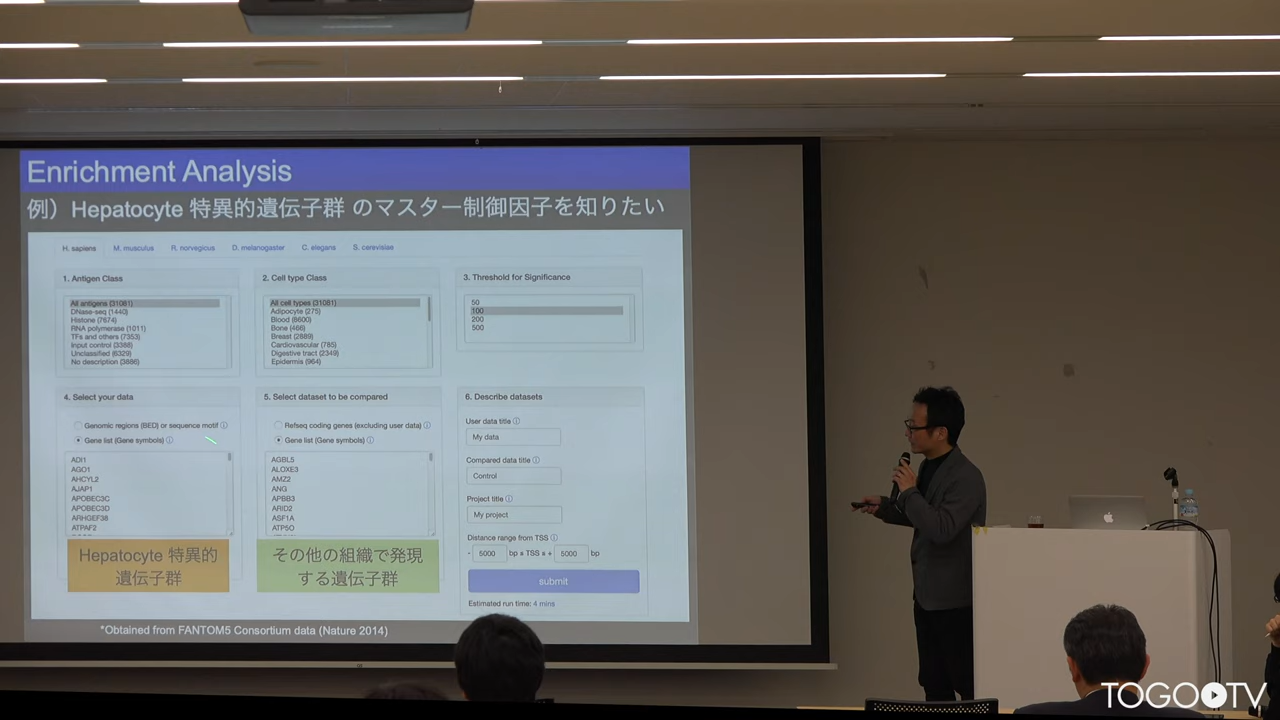 Enrichment Analysis
例）Hepatocyte 特異的遺伝子群 のマスター制御因子を知りたい
H. sapiens M. musculus R. norvegicus D. melanogaster C. elegans S. cerevisiae
1. Antigen Class
All antigens (31081)
DNase-seq (1440)
Histone (7674)
RNA polymerase (1011)
TFs and others (7353)
Input control (3388)
Unclassified (6329)
No description (3886)
2. Cell type Class
All cell types (31081)
Adipocyte (275)
Blood (8600)
Bone (466)
Breast (2889)
Cardiovascular (785)
Digestive tract (2349)
Epidermis (964)
3. Threshold for Significance
50
100
200
500
4. Select your data
Genomic regions (BED) or sequence motif
Gene list (Gene symbols)
ADI1
AGO1
AHCYL2
AJAP1
APOBEC3C
APOBEC3D
ARHGEF38
ATPAF2
Hepatocyte 特異的
遺伝子群
5. Select dataset to be compared
Refseq coding genes (excluding user data)
Gene list (Gene symbols)
AGBL5
ALOXE3
AMZ2
ANG
APBB3
ARID2
ASF1A
ATP5O
その他の組織で発現
する遺伝子群
6. Describe datasets
User data title
My data
Compared data title
Control
Project title
My project
Distance range from TSS
- 5000 bp ≤ TSS ≤ + 5000 bp
submit
Estimated run time: 4 mins
*Obtained from FANTOM5 Consortium data (Nature 2014)
TOGO TV